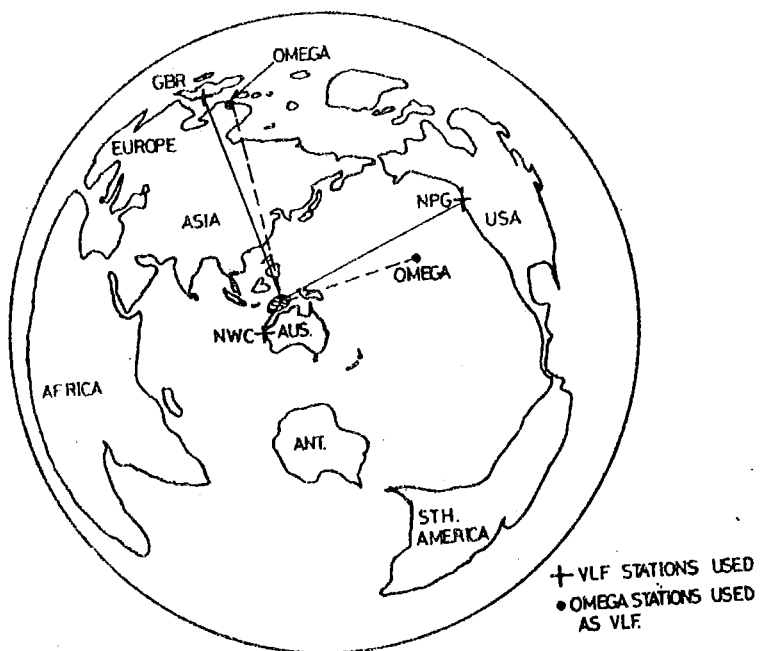 OMEGA
GBR
EUROPE
ASIA
NPG
USA
OMEGA
NWC
AUS.
AFRICA
ANT.
STH.
AMERICA
VLF STATIONS USED
OMEGA STATIONS USED
AS VLF.